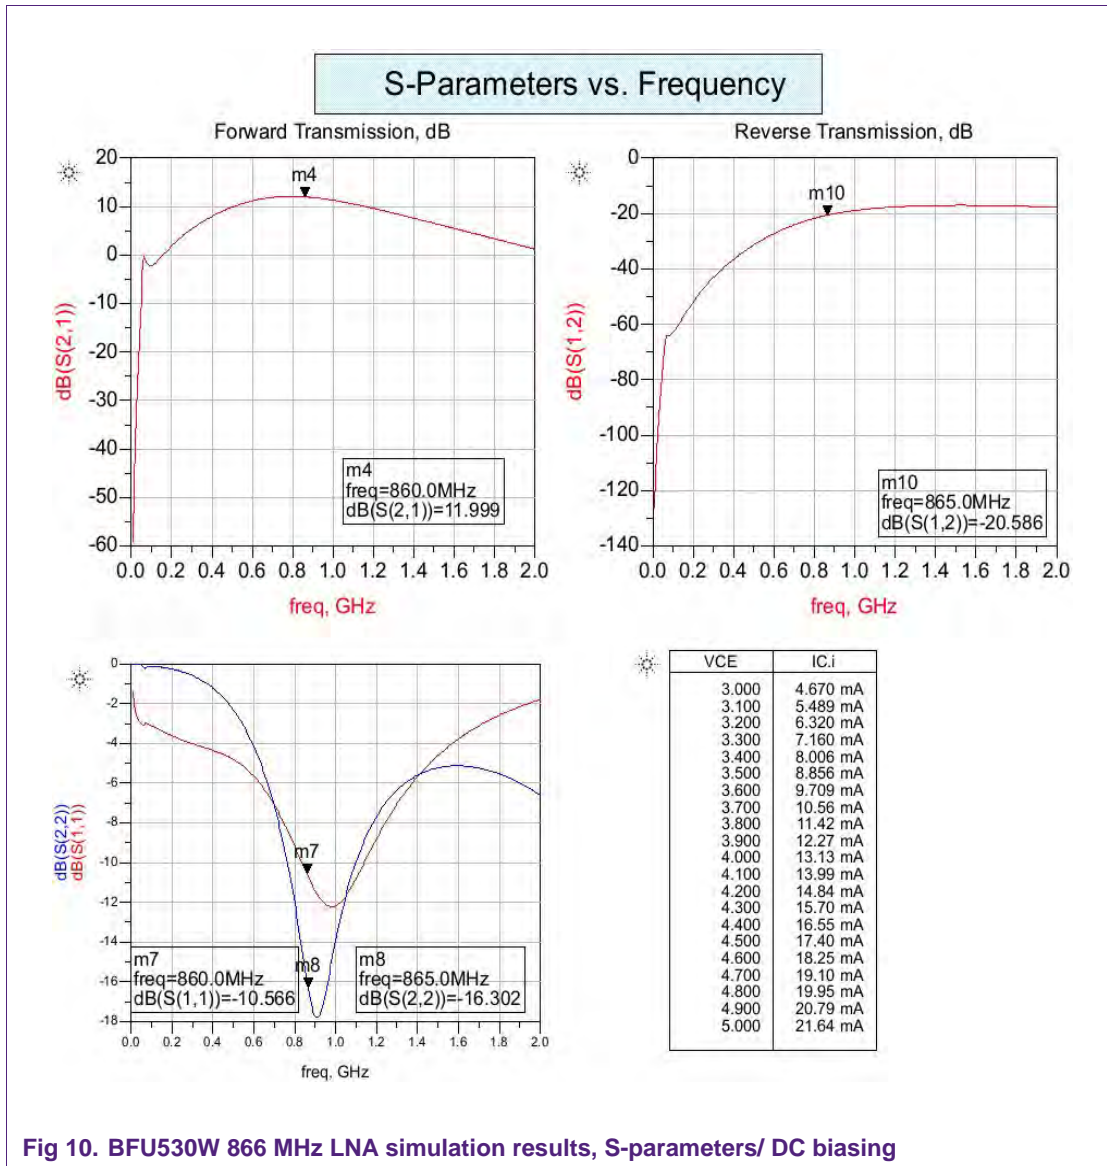 S-Parameters vs. Frequency
Forward Transmission, dB
20
10
0
-10
-20
-30
-40
-50
-60
dB(S(2,1))
m4
m4
freq=860.0MHz
dB(S(2,1))=11.999
0.0 0.2 0.4 0.6 0.8 1.0 1.2 1.4 1.6 1.8 2.0
freq, GHz
Reverse Transmission, dB
0
-20
-40
-60
-80
-100
-120
-140
dB(S(1,2))
m10
m10
freq=865.0MHz
dB(S(1,2))=-20.586
0.0 0.2 0.4 0.6 0.8 1.0 1.2 1.4 1.6 1.8 2.0
freq, GHz
0
-2
-4
-6
-8
-10
-12
-14
-16
-18
dB(S(2,2))
dB(S(1,1))
m7
m8
m7
freq=860.0MHz
dB(S(1,1))=-10.566
m8
freq=865.0MHz
dB(S(2,2))=-16.302
0.0 0.2 0.4 0.6 0.8 1.0 1.2 1.4 1.6 1.8 2.0
freq, GHz
VCE IC.i
3.000 4.670 mA
3.100 5.489 mA
3.200 6.320 mA
3.300 7.160 mA
3.400 8.006 mA
3.500 8.856 mA
3.600 9.709 mA
3.700 10.56 mA
3.800 11.42 mA
3.900 12.27 mA
4.000 13.13 mA
4.100 13.99 mA
4.200 14.84 mA
4.300 15.70 mA
4.400 16.55 mA
4.500 17.40 mA
4.600 18.25 mA
4.700 19.10 mA
4.800 19.95 mA
4.900 20.79 mA
5.000 21.64 mA
Fig 10. BFU530W 866 MHz LNA simulation results, S-parameters/ DC biasing